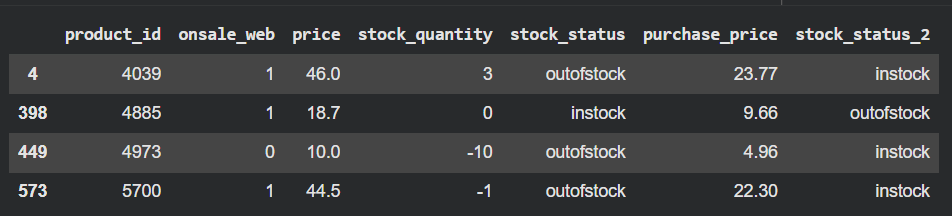 product_id onsale_web price stock_quantity stock_status purchase_price stock_status_2
4 4039 1 46.0 3 outofstock 23.77 instock
398 4885 1 18.7 0 instock 9.66 outofstock
449 4973 0 10.0 -10 outofstock 4.96 instock
573 5700 1 44.5 -1 outofstock 22.30 instock